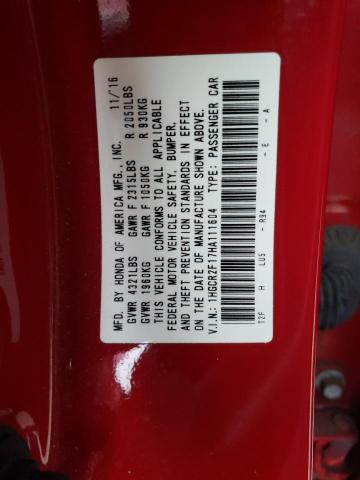 MFD. BY HONDA OF AMERICA MFG., INC. 11/'16
GVWR 4321LBS GAWR F 2315LBS R 2050LBS
GVWR 1960KG GAWR F 1050KG R 930KG
THIS VEHICLE CONFORMS TO ALL APPLICABLE
FEDERAL MOTOR VEHICLE SAFETY, BUMPER,
AND THEFT PREVENTION STANDARDS IN EFFECT
ON THE DATE OF MANUFACTURE SHOWN ABOVE.
V.I.N.: 1HGCR2F17HA111604 TYPE: PASSENGER CAR
T2F H LU5 - R94 - E - A